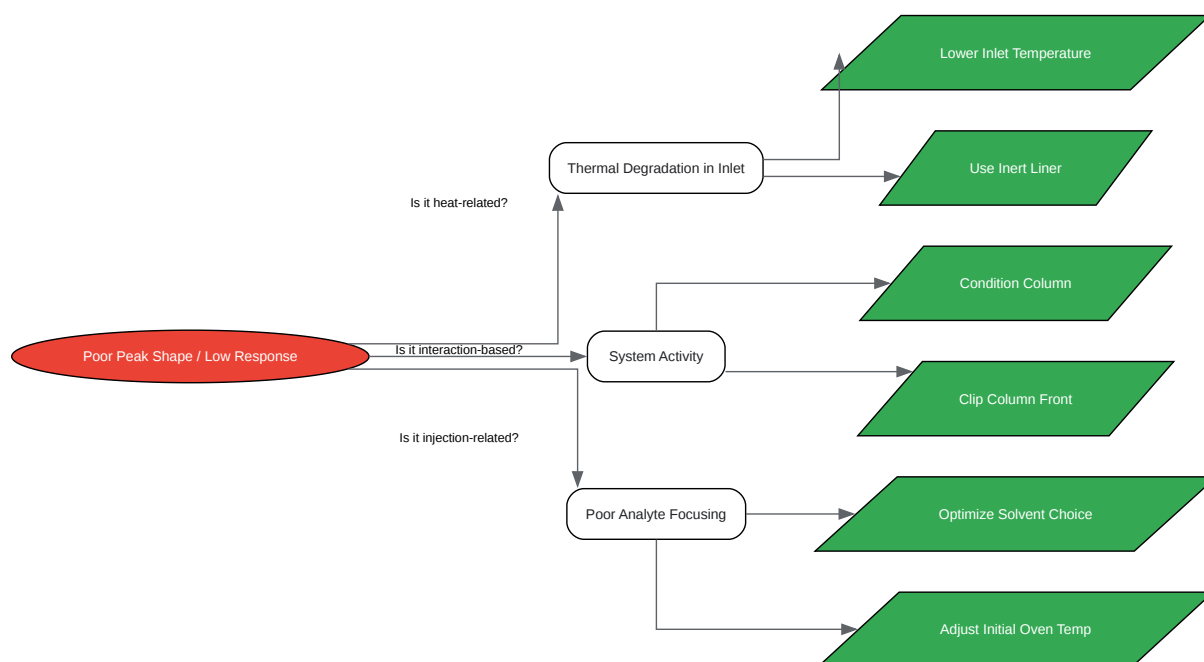 Lower Inlet Temperature
Thermal Degradation in Inlet
Use Inert Liner
Is it heat-related?
Condition Column
Poor Peak Shape / Low Response
Is it interaction-based?
System Activity
Clip Column Front
Is it injection-related?
Poor Analyte Focusing
Optimize Solvent Choice
Adjust Initial Oven Temp